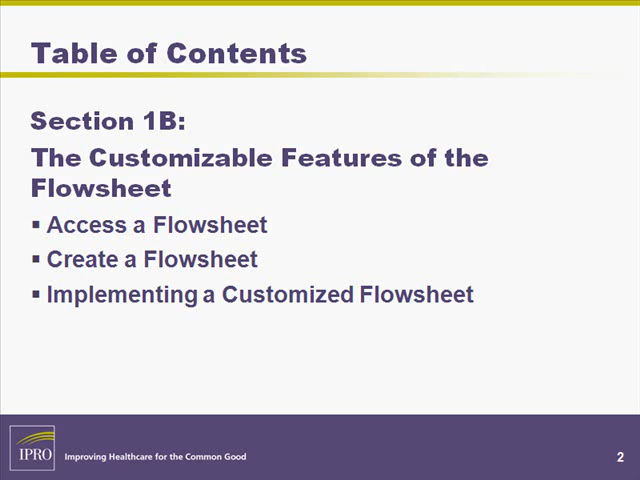 Table of Contents
Section 1B:
The Customizable Features of the
Flowsheet
▪ Access a Flowsheet
▪ Create a Flowsheet
▪ Implementing a Customized Flowsheet
IPRO
Improving Healthcare for the Common Good
2